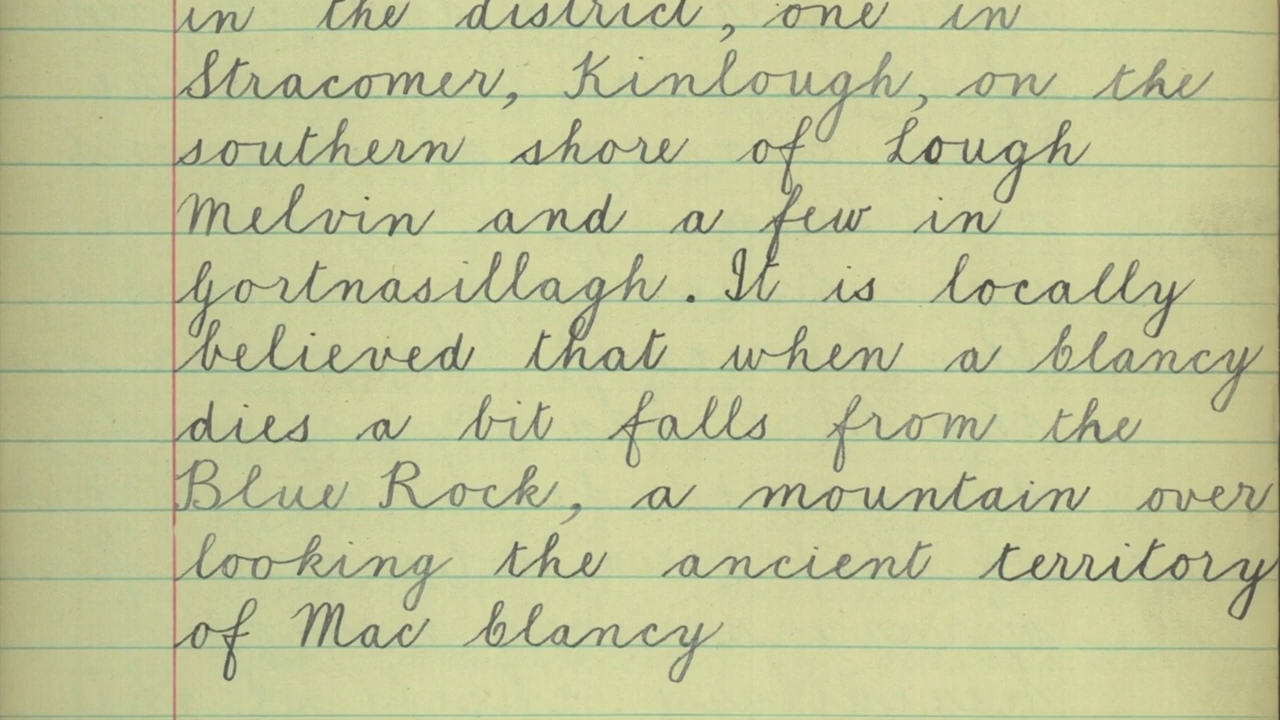 in the district, one in
Stracomer, Kinlough, on the
southern shore of Lough
Melvin and a few in
Gortnasillagh. It is locally
believed that when a Clancy
dies a bit falls from the
Blue Rock, a mountain over
looking the ancient territory
of Mac Clancy